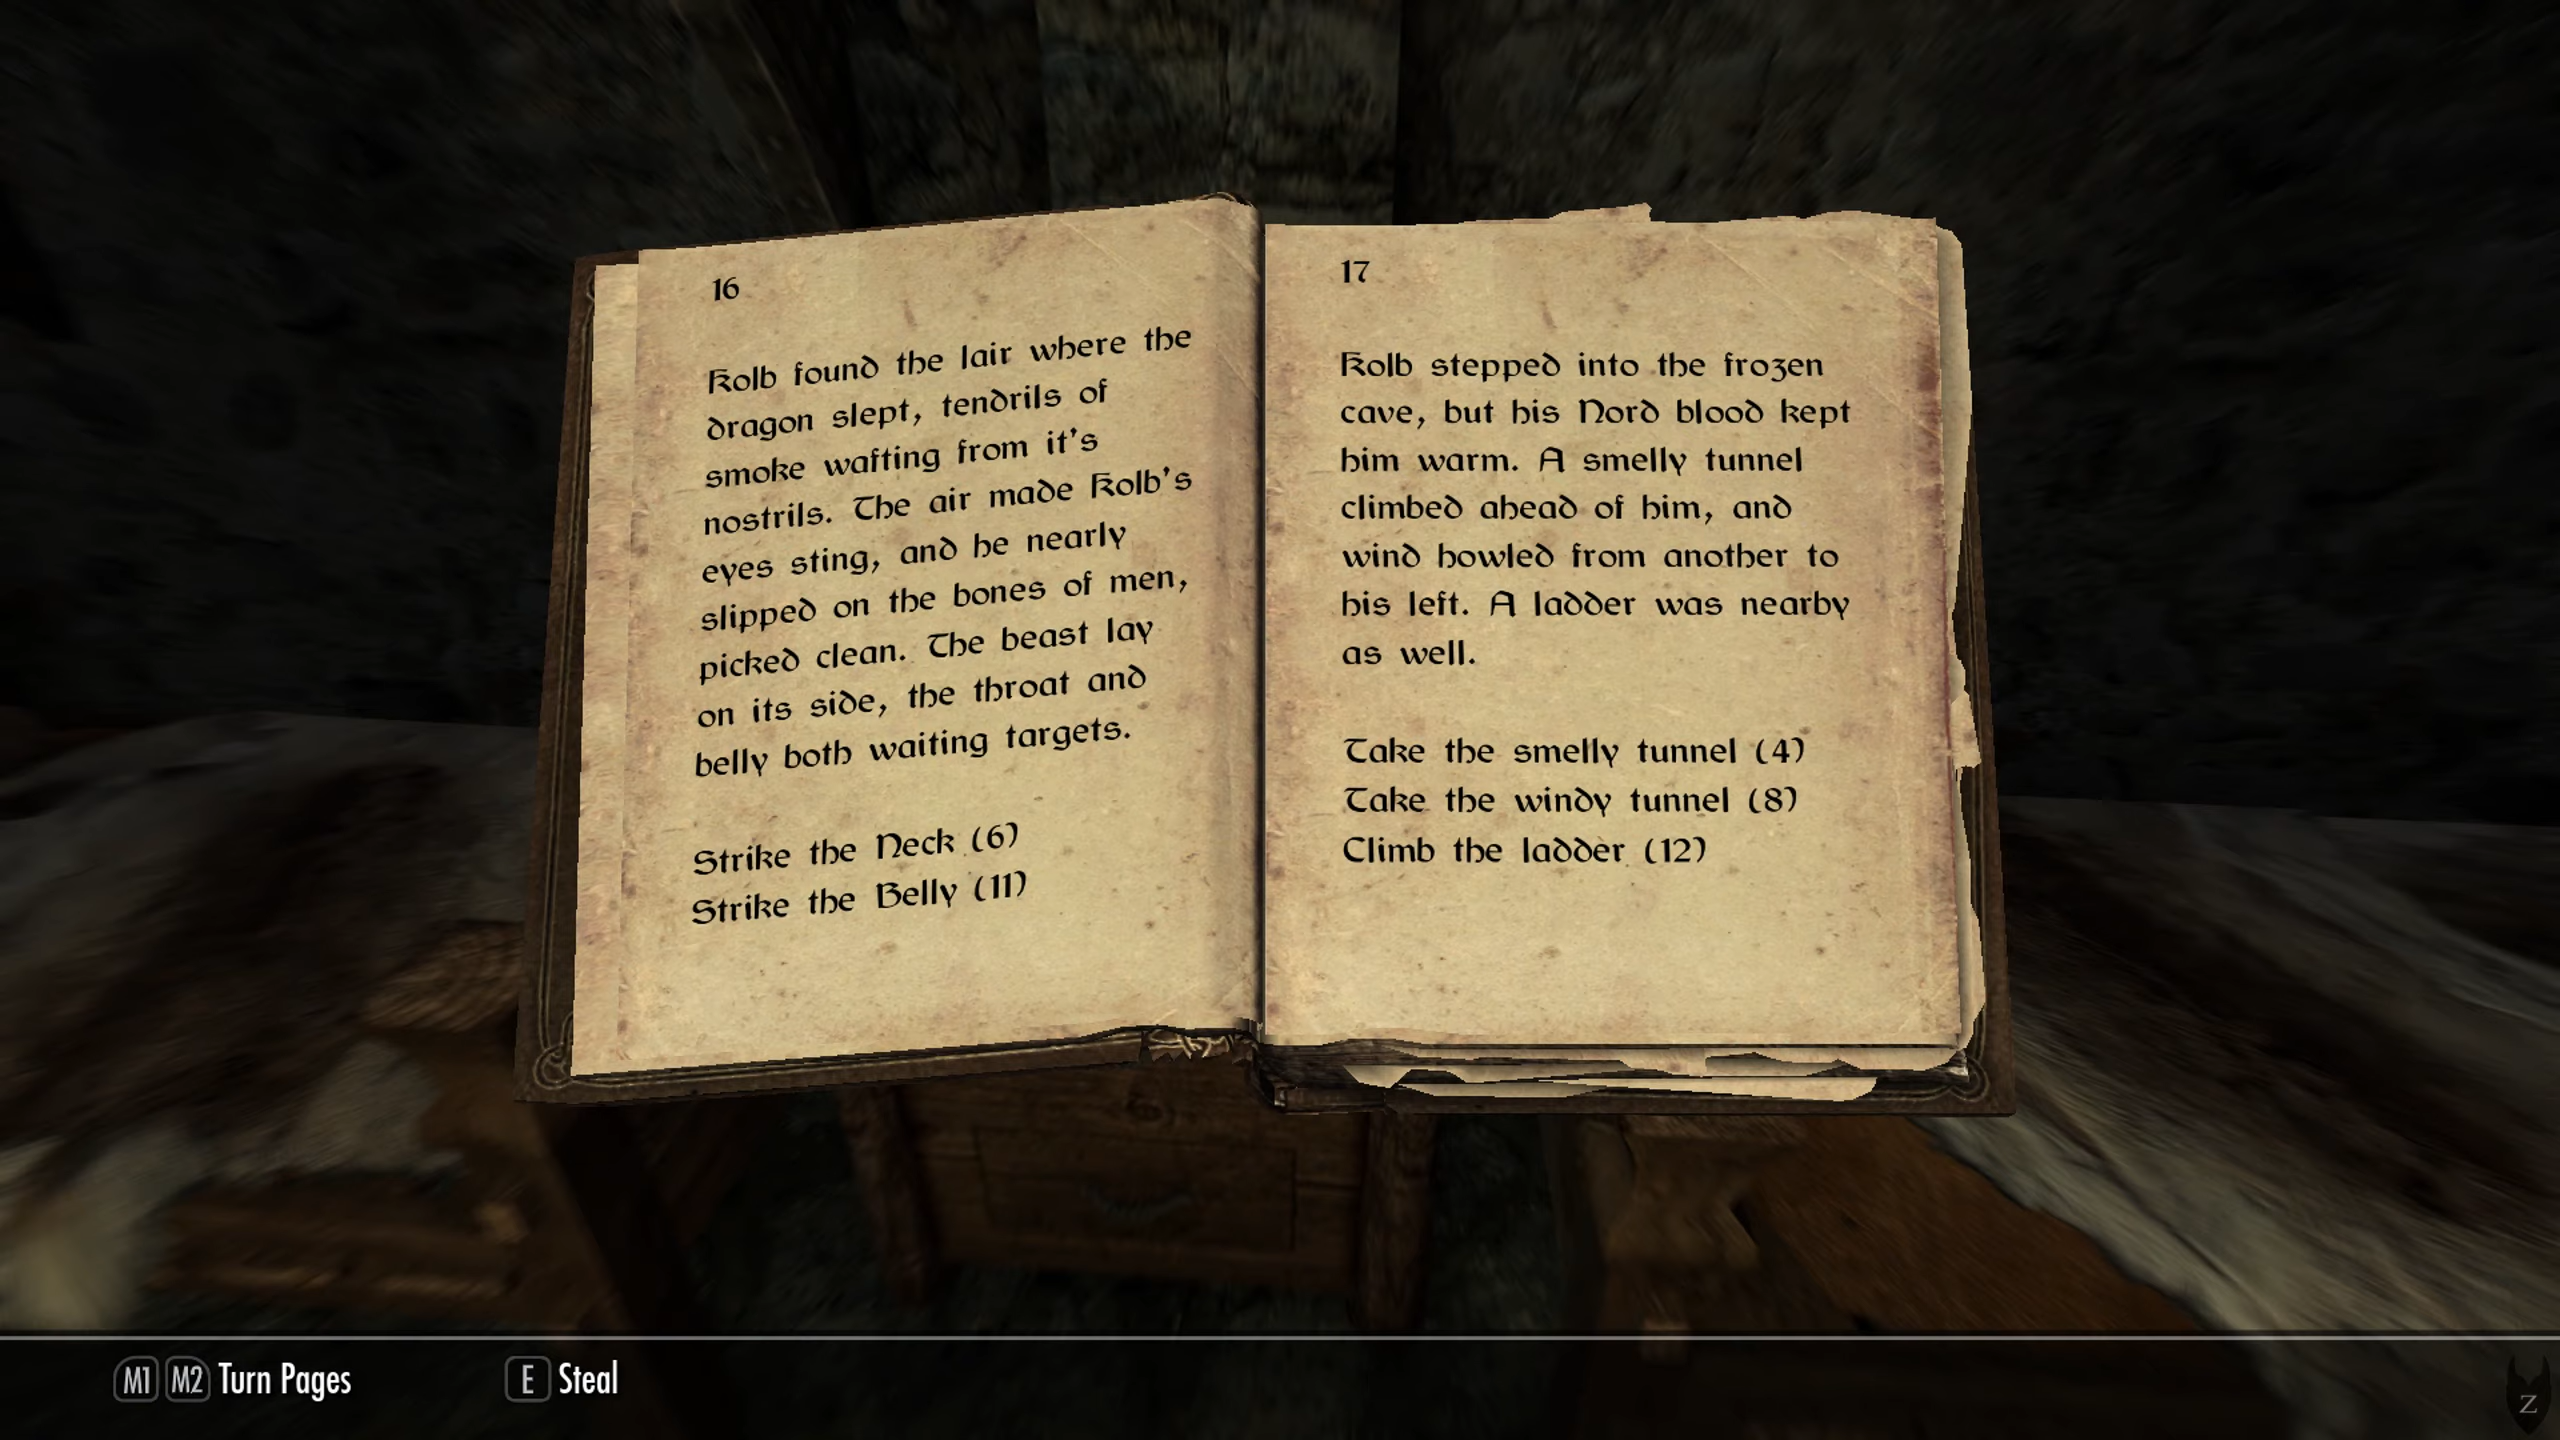 16
Kolb found the lair where the
dragon slept, tendrils of
smoke wafting from it's
nostrils. The air made Kolb's
eyes sting, and he nearly
slipped on the bones of men,
picked clean. The beast lay
on its side, the throat and
belly both waiting targets.
Strike the Neck (6)
Strike the Belly (11)
17
Kolb stepped into the frozen
cave, but his Nord blood kept
him warm. A smelly tunnel
climbed ahead of him, and
wind howled from another to
his left. A ladder was nearby
as well.
Take the smelly tunnel (4)
Take the windy tunnel (8)
Climb the ladder (12)
M1 M2 Turn Pages
E Steal
Z